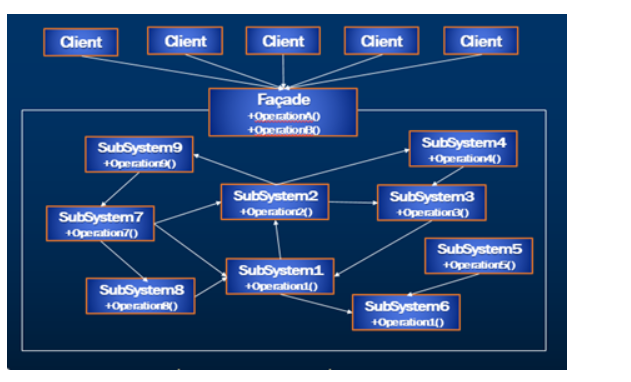 Client Client Client Client Client
Façade
+OperationA()
+OperationB()
SubSystem9
+Operation9()
SubSystem4
+Operation4()
SubSystem2
+Operation2()
SubSystem3
+Operation3()
SubSystem7
+Operation7()
SubSystem5
+Operation5()
SubSystem1
+Operation1()
SubSystem8
+Operation8()
SubSystem6
+Operation1()